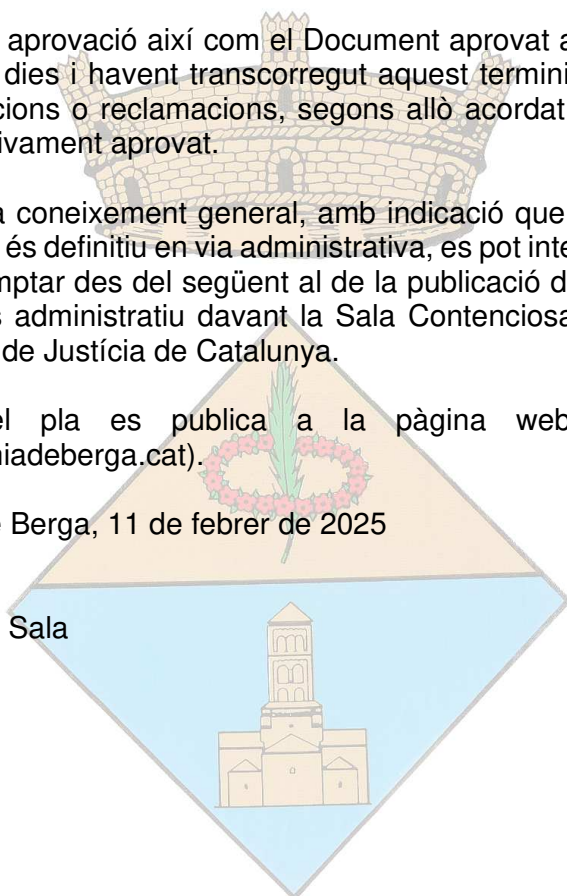 aprovació així com el Document aprovat a
dies i havent transcorregut aquest termini
cions o reclamacions, segons allò acordat
ivament aprovat.
a coneixement general, amb indicació que
és definitiu en via administrativa, es pot inte
mptar des del següent al de la publicació d
s administratiu davant la Sala Contenciosa
de Justícia de Catalunya.
el pla es publica a la pàgina web
niadeberga.cat).
e Berga, 11 de febrer de 2025
Sala